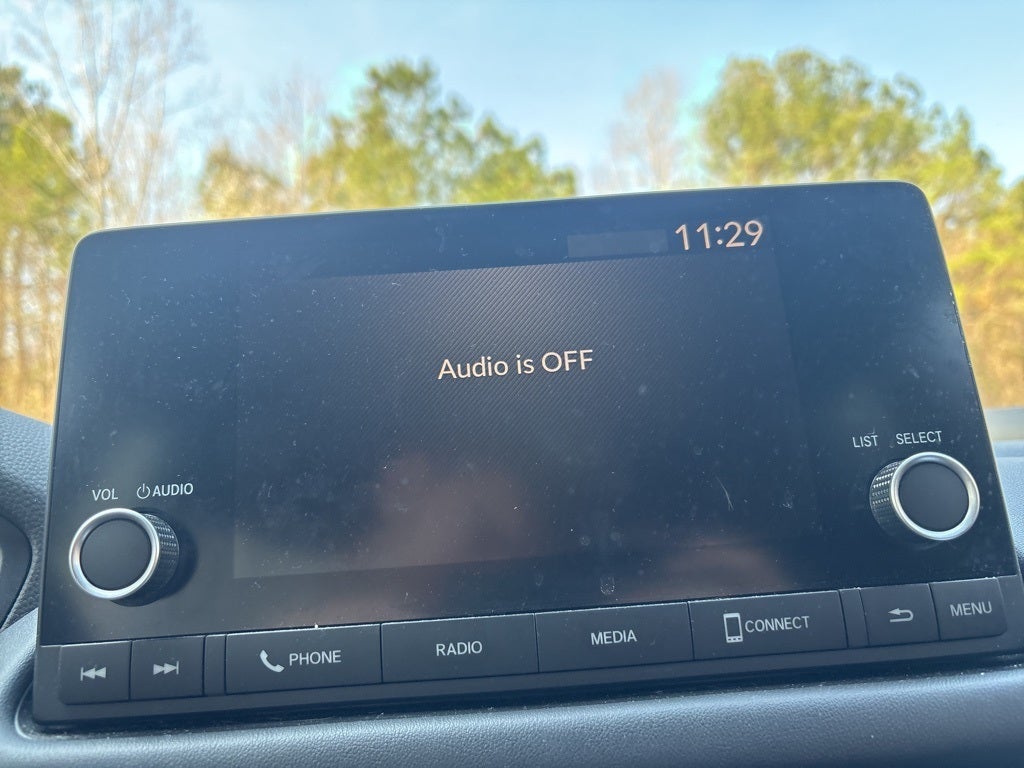 11:29
Audio is OFF
LIST SELECT
VOL AUDIO
PHONE
RADIO
MEDIA
CONNECT
MENU